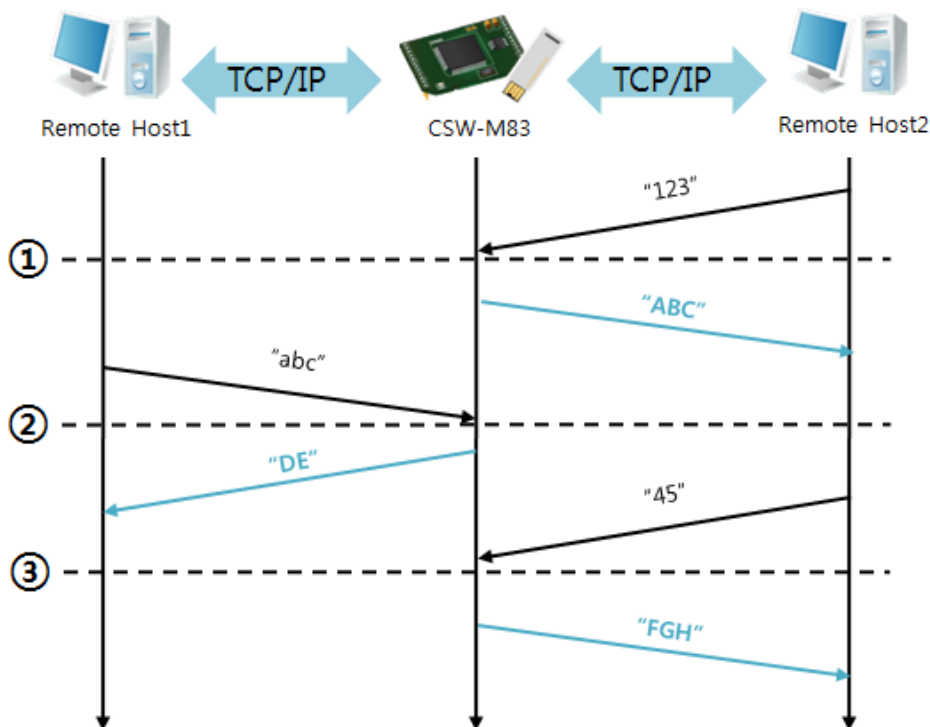 TCP/IP TCP/IP
Remote Host1 CSW-M83 Remote Host2
"123"
①
"ABC"
"abc"
②
"DE"
"45"
③
"FGH"